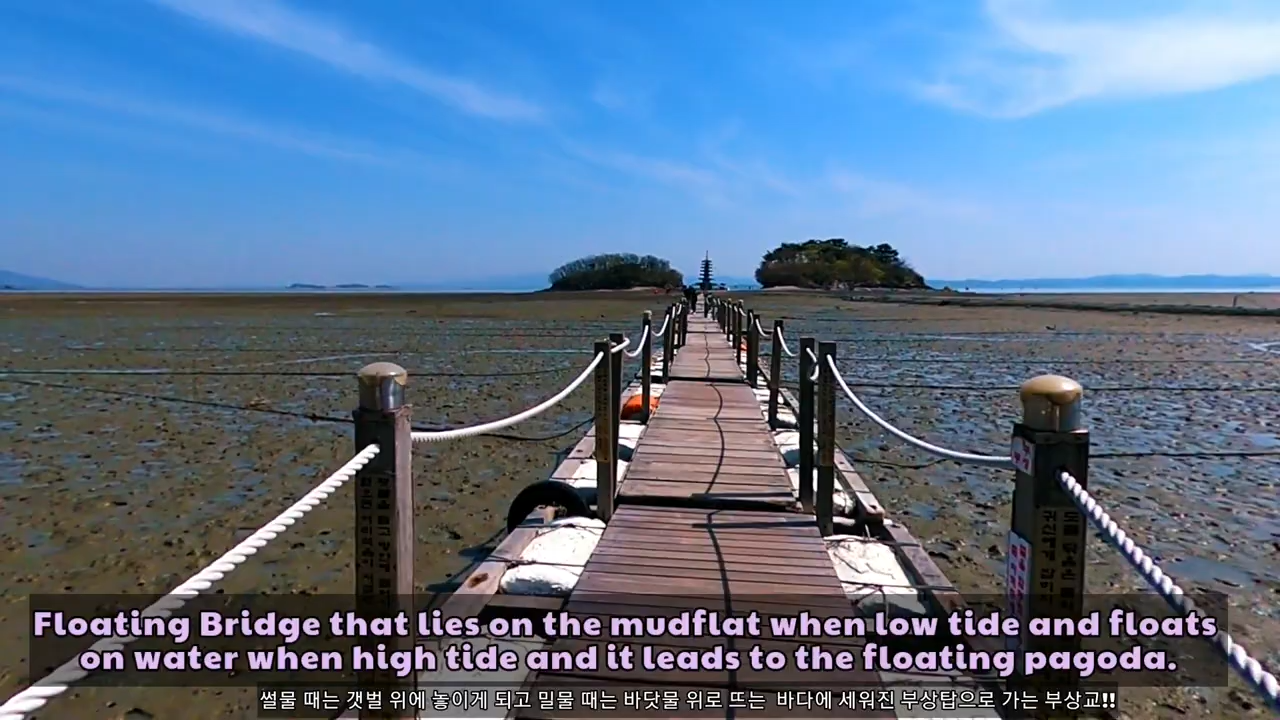 Floating Bridge that lies on the mudflat when low tide and floats
on water when high tide and it leads to the floating pagoda.
썰물 때는 갯벌 위에 놓이게 되고 밀물 때는 바닷물 위로 뜨는 바다에 세워진 부상탑으로 가는 부상교!!